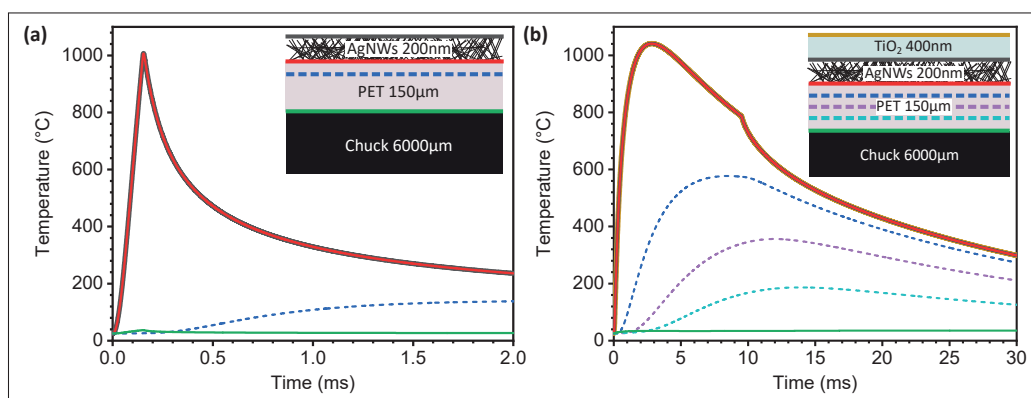 (a)
AgNWs 200nm
PET 150µm
Chuck 6000µm
Temperature (°C)
1000
800
600
400
200
0
0.0 0.5 1.0 1.5 2.0
Time (ms)
(b)
TiO2 400nm
AgNWs 200nm
PET 150µm
Chuck 6000µm
Temperature (°C)
1000
800
600
400
200
0
0 5 10 15 20 25 30
Time (ms)